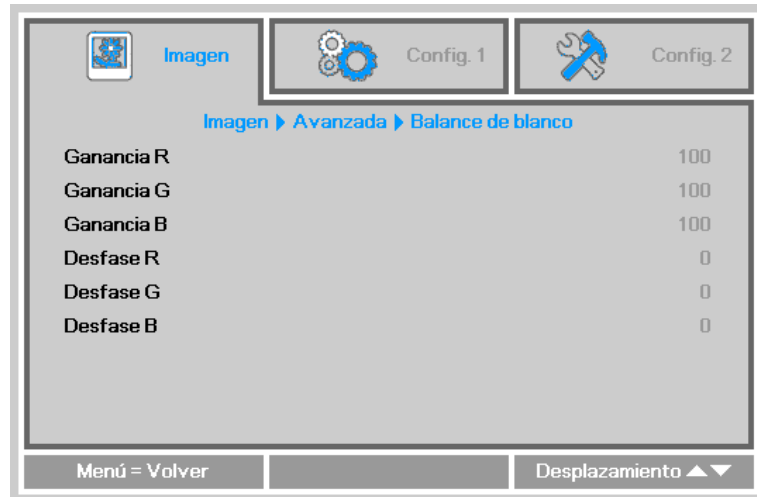 Imagen
Config. 1
Config. 2
Imagen ▶ Avanzada ▶ Balance de blanco
Ganancia R 100
Ganancia G 100
Ganancia B 100
Desfase R 0
Desfase G 0
Desfase B 0
Menú = Volver
Desplazamiento ▲▼